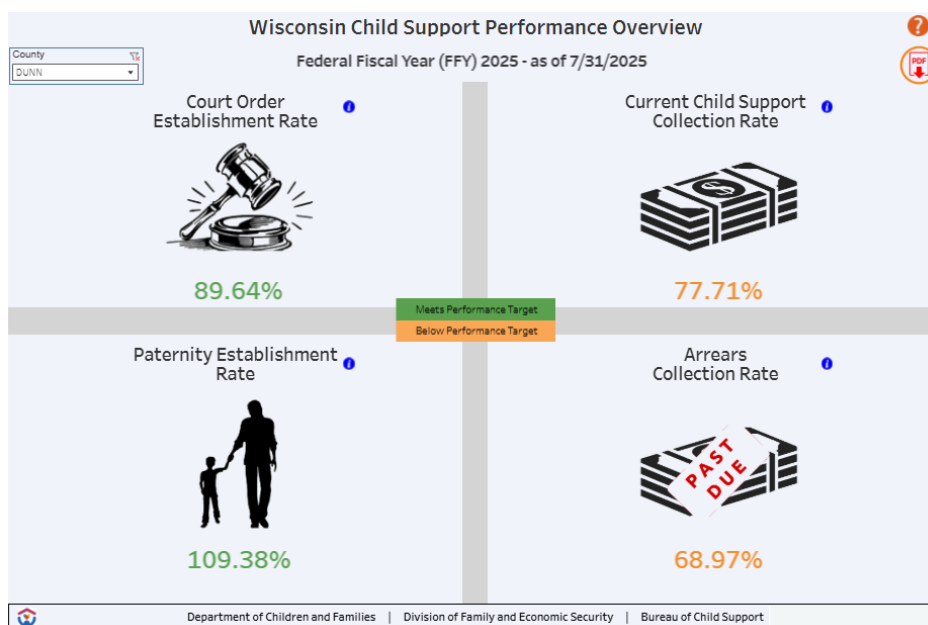 Wisconsin Child Support Performance Overview
?
County
DUNN
Federal Fiscal Year (FFY) 2025 - as of 7/31/2025
PDF
Court Order
Establishment Rate
i
89.64%
Current Child Support
Collection Rate
i
$
77.71%
Meets Performance Target
Below Performance Target
Paternity Establishment
Rate
i
109.38%
Arrears
Collection Rate
i
PAST
DUE
68.97%
Department of Children and Families | Division of Family and Economic Security | Bureau of Child Support